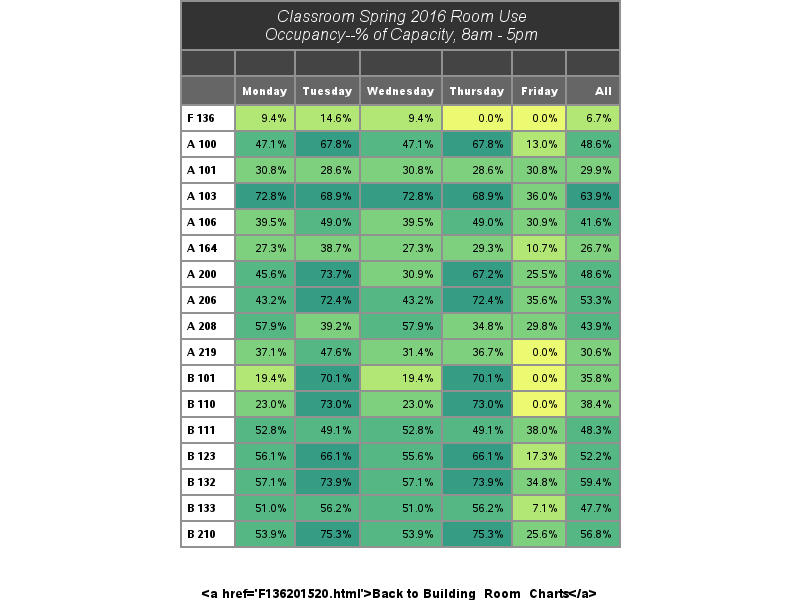 Classroom Spring 2016 Room Use
Occupancy--% of Capacity, 8am - 5pm
Monday Tuesday Wednesday Thursday Friday All
F 136 9.4% 14.6% 9.4% 0.0% 0.0% 6.7%
A 100 47.1% 67.8% 47.1% 67.8% 13.0% 48.6%
A 101 30.8% 28.6% 30.8% 28.6% 30.8% 29.9%
A 103 72.8% 68.9% 72.8% 68.9% 36.0% 63.9%
A 106 39.5% 49.0% 39.5% 49.0% 30.9% 41.6%
A 164 27.3% 38.7% 27.3% 29.3% 10.7% 26.7%
A 200 45.6% 73.7% 30.9% 67.2% 25.5% 48.6%
A 206 43.2% 72.4% 43.2% 72.4% 35.6% 53.3%
A 208 57.9% 39.2% 57.9% 34.8% 29.8% 43.9%
A 219 37.1% 47.6% 31.4% 36.7% 0.0% 30.6%
B 101 19.4% 70.1% 19.4% 70.1% 0.0% 35.8%
B 110 23.0% 73.0% 23.0% 73.0% 0.0% 38.4%
B 111 52.8% 49.1% 52.8% 49.1% 38.0% 48.3%
B 123 56.1% 66.1% 55.6% 66.1% 17.3% 52.2%
B 132 57.1% 73.9% 57.1% 73.9% 34.8% 59.4%
B 133 51.0% 56.2% 51.0% 56.2% 7.1% 47.7%
B 210 53.9% 75.3% 53.9% 75.3% 25.6% 56.8%
<a href='F136201520.html'>Back to Building_Room_Charts</a>